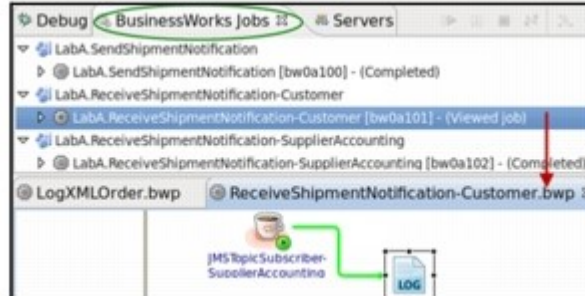 Debug BusinessWorks Jobs Servers
LabA.SendShipmentNotification
LabA.SendShipmentNotification [bw0a100] - (Completed)
LabA.ReceiveShipmentNotification-Customer
LabA.ReceiveShipmentNotification-Customer [bw0a101] - (Viewed job)
LabA.ReceiveShipmentNotification-SupplierAccounting
LabA.ReceiveShipmentNotification-SupplierAccounting [bw0a102] - (Completed)
LogXMLOrder.bwp ReceiveShipmentNotification-Customer.bwp
JMSTopicSubscriber-
SupplierAccounting
LOG